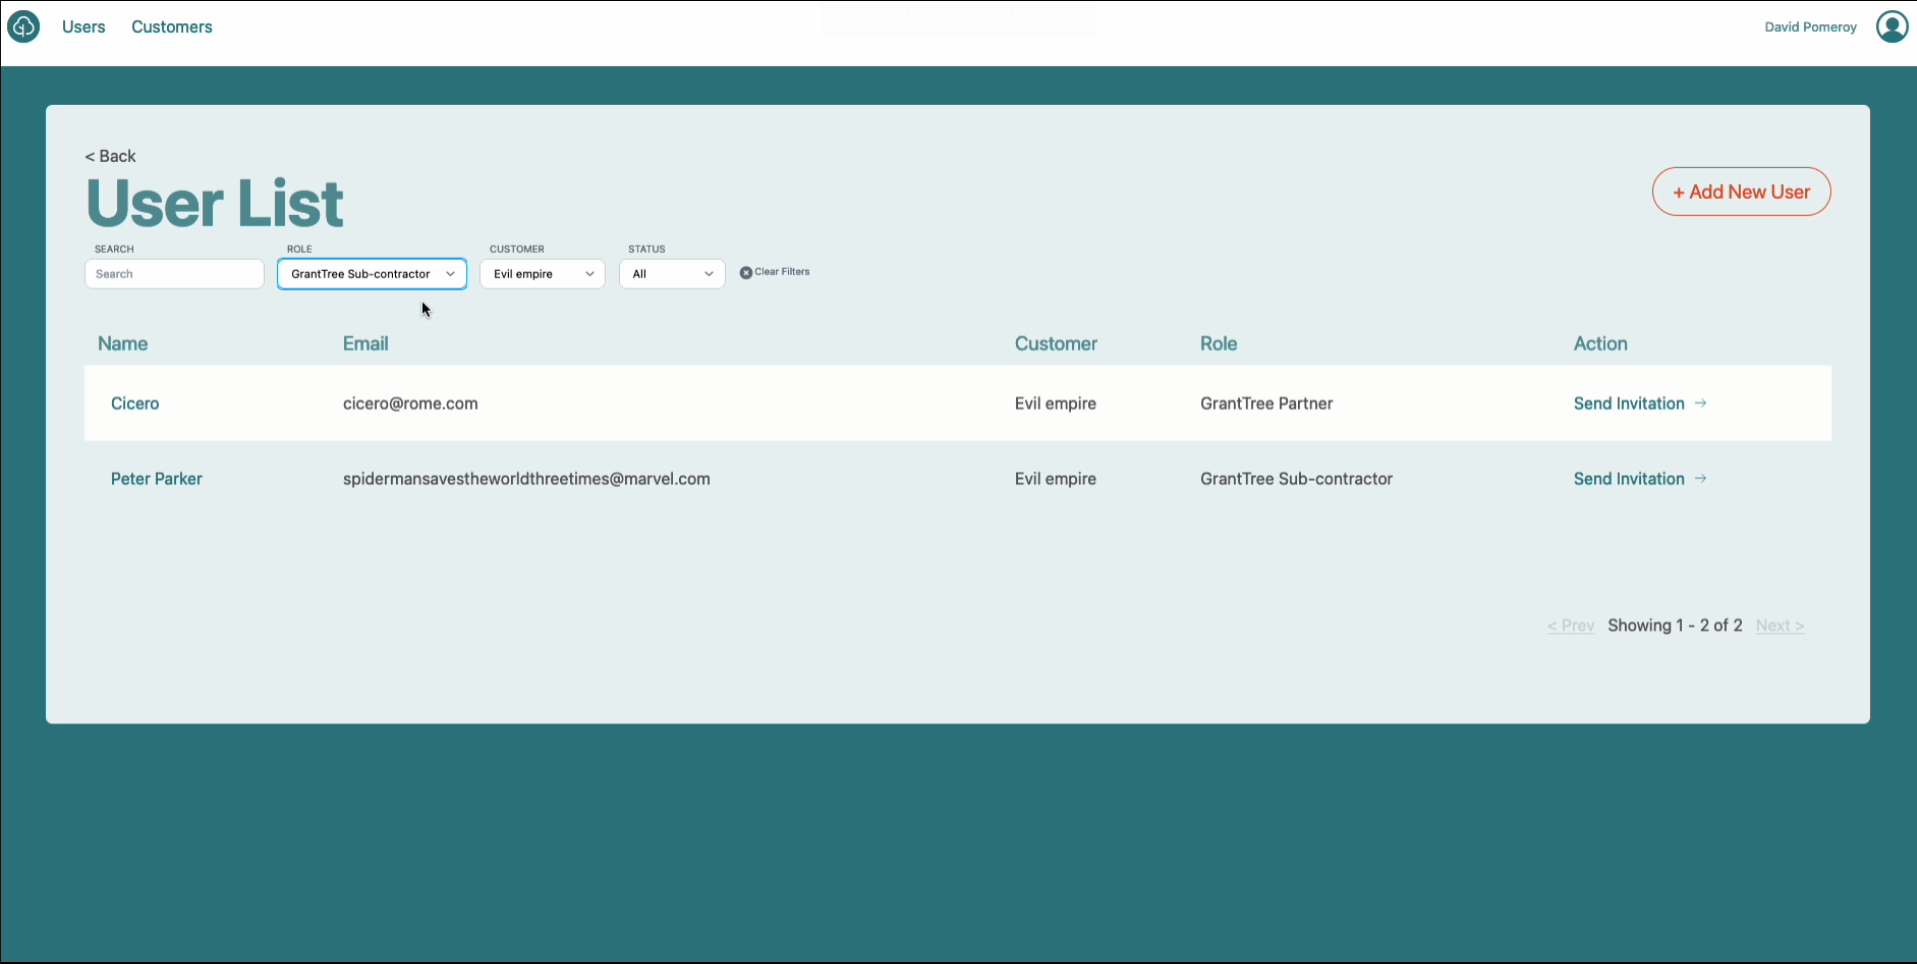 Users Customers David Pomeroy
< Back
User List
+ Add New User
SEARCH ROLE CUSTOMER STATUS
Search GrantTree Sub-contractor Evil empire All Clear Filters
Name Email Customer Role Action
Cicero cicero@rome.com Evil empire GrantTree Partner Send Invitation →
Peter Parker spidermansavestheworldthreetimes@marvel.com Evil empire GrantTree Sub-contractor Send Invitation →
< Prev Showing 1 - 2 of 2 Next >